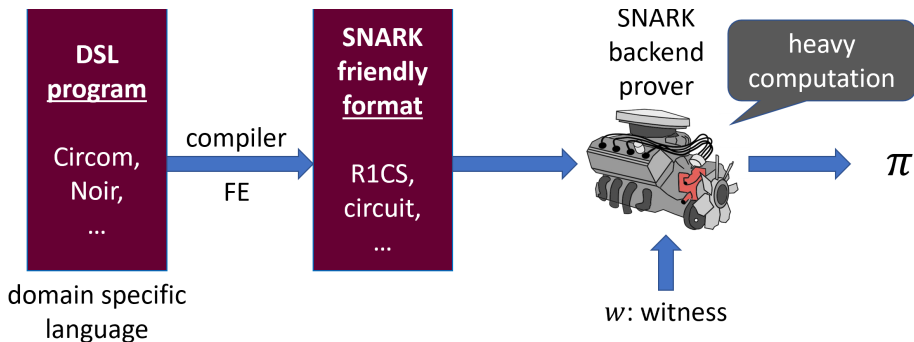 DSL
program
Circom,
Noir,
...
domain specific
language
compiler
FE
SNARK
friendly
format
R1CS,
circuit,
...
SNARK
backend
prover
heavy
computation
w: witness
π